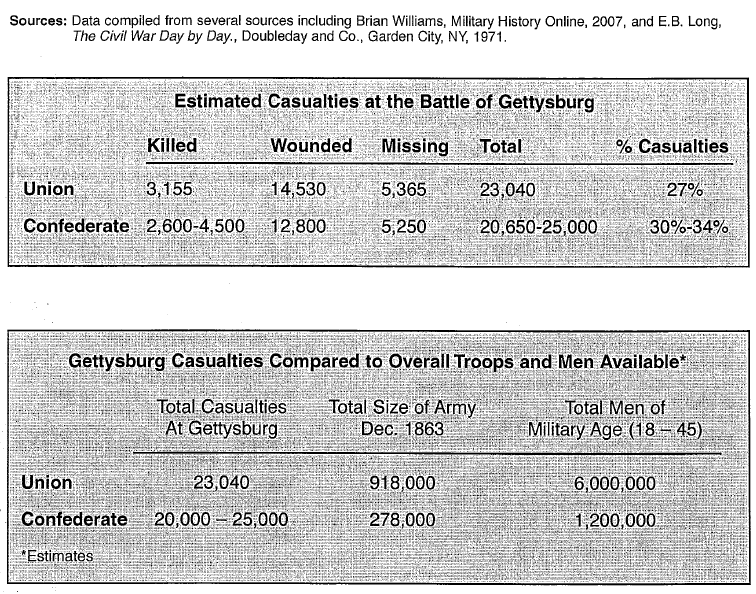 Sources: Data compiled from several sources including Brian Williams, Military History Online, 2007, and E.B. Long,
The Civil War Day by Day., Doubleday and Co., Garden City, NY, 1971.
Estimated Casualties at the Battle of Gettysburg
Killed Wounded Missing Total % Casualties
Union 3,155 14,530 5,365 23,040 27%
Confederate 2,600-4,500 12,800 5,250 20,650-25,000 30%-34%
Gettysburg Casualties Compared to Overall Troops and Men Available*
Total Casualties Total Size of Army Total Men of
At Gettysburg Dec. 1863 Military Age (18 – 45)
Union 23,040 918,000 6,000,000
Confederate 20,000 – 25,000 278,000 1,200,000
*Estimates